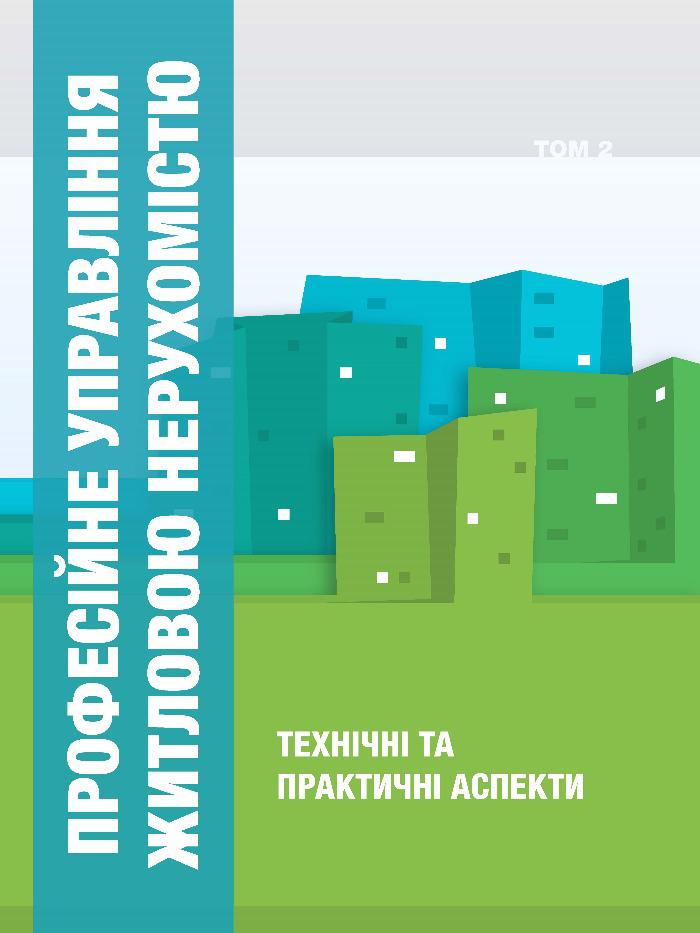 ПРОФЕСІЙНЕ УПРАВЛІННЯ
ЖИТЛОВОЮ НЕРУХОМІСТЮ
ТОМ 2
ТЕХНІЧНІ ТА
ПРАКТИЧНІ АСПЕКТИ